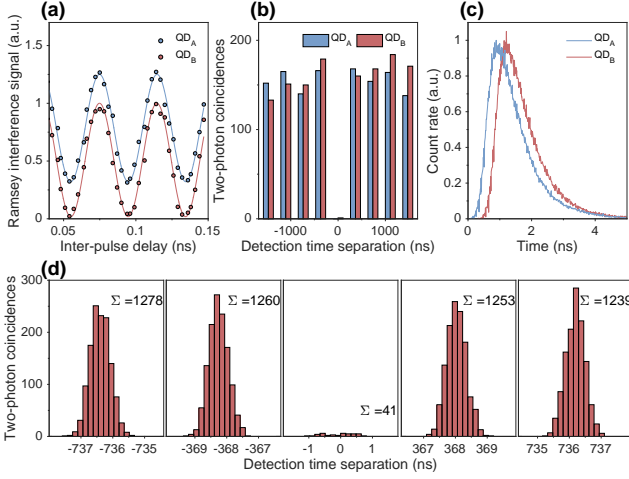 (a)
Ramsey interference signal (a.u.)
1.5
1
0.5
0
QD_A
QD_B
0.05
0.1
0.15
Inter-pulse delay (ns)
(b)
Two-photon coincidences
200
100
0
QD_A
QD_B
-1000
0
1000
Detection time separation (ns)
(c)
Count rate (a.u.)
1
0.8
0.6
0.4
0.2
0
QD_A
QD_B
0
2
4
Time (ns)
(d)
Two-photon coincidences
300
200
100
0
Σ =1278
Σ =1260
Σ =41
Σ =1253
Σ =1239
-737 -736 -735
-369 -368 -367
-1 0 1
367 368 369
735 736 737
Detection time separation (ns)